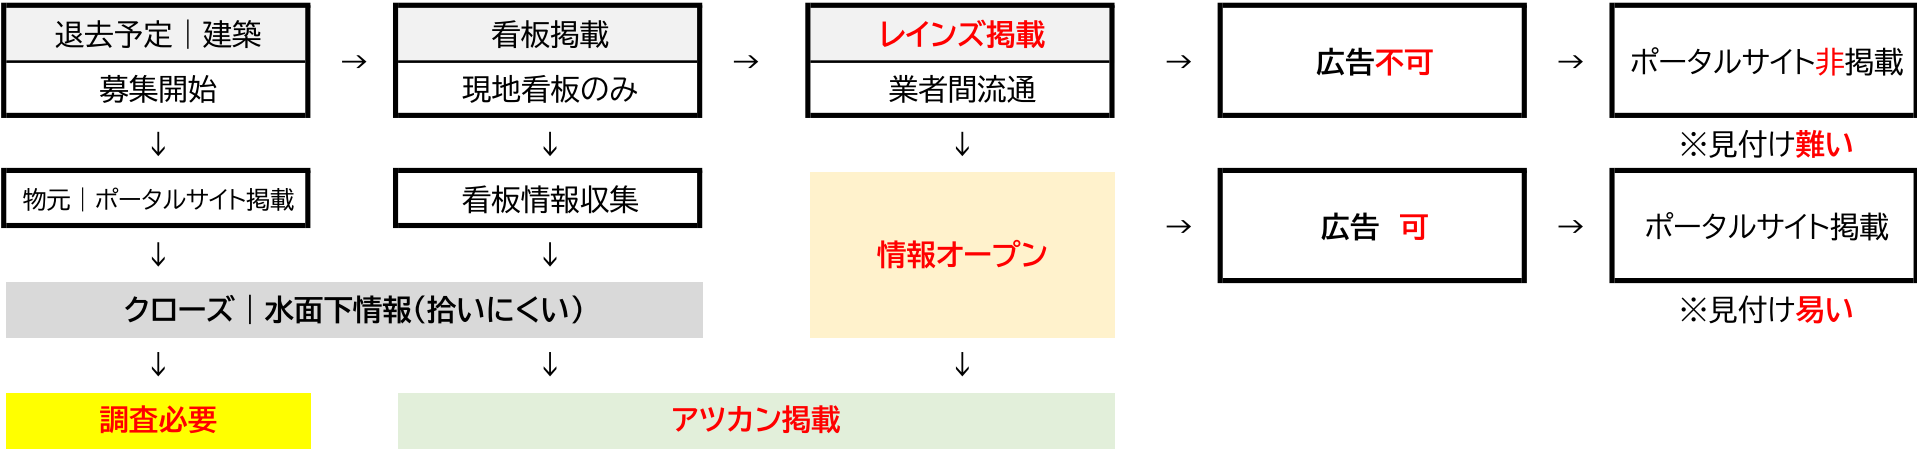 退去予定｜建築
募集開始
→
看板掲載
現地看板のみ
→
レインズ掲載
業者間流通
→
広告不可
→
ポータルサイト非掲載
※見付け難い
↓
↓
↓
物元｜ポータルサイト掲載
看板情報収集
情報オープン
→
広告 可
→
ポータルサイト掲載
※見付け易い
↓
↓
クローズ｜水面下情報（拾いにくい）
↓
↓
↓
調査必要
アツカン掲載